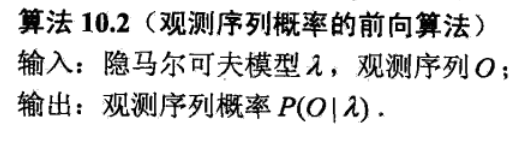 算法 10.2（观测序列概率的前向算法）
输入：隐马尔可夫模型 λ，观测序列 O；
输出：观测序列概率 P(O | λ)．